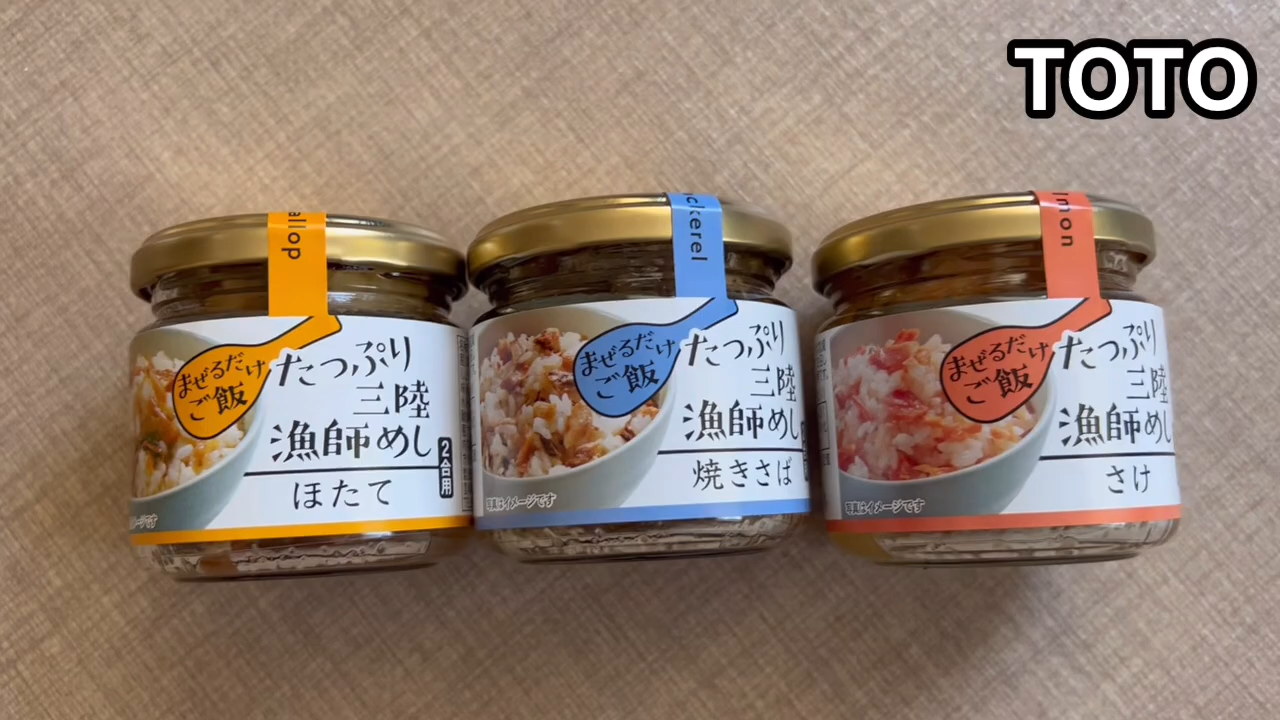 TOTO
allop
まぜるだけ
ご飯
たっぷり
三陸
漁師めし
2合用
ほたて
ckerel
まぜるだけ
ご飯
たっぷり
三陸
漁師めし
焼きさば
写真はイメージです
lmon
まぜるだけ
ご飯
たっぷり
三陸
漁師めし
さけ
写真はイメージです